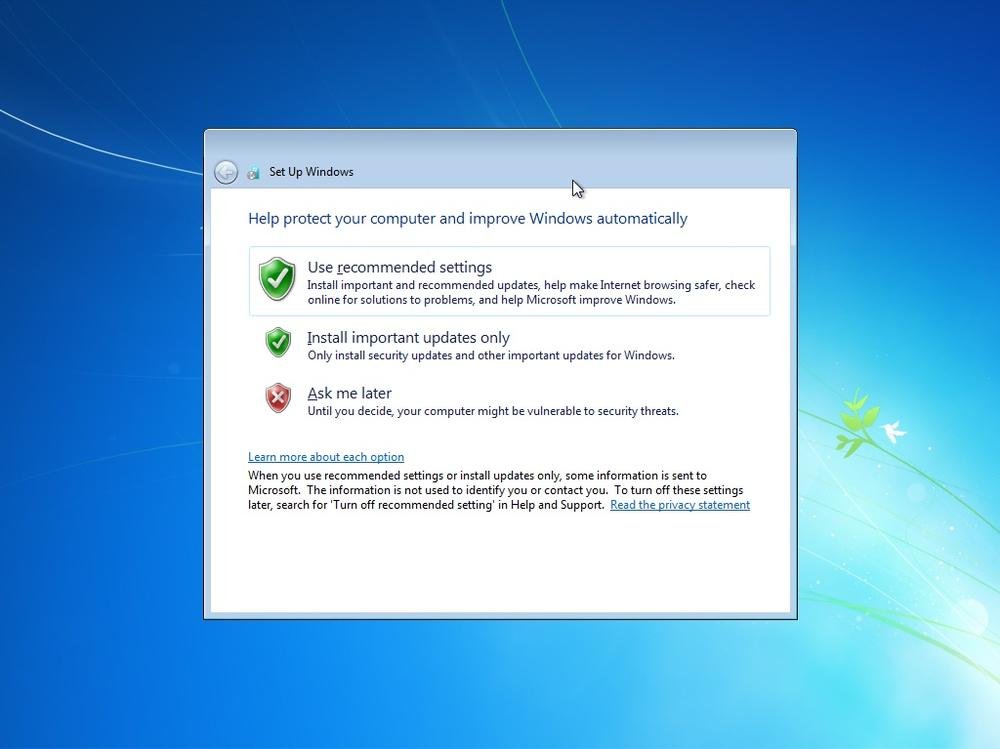 Set Up Windows
Help protect your computer and improve Windows automatically
Use recommended settings
Install important and recommended updates, help make Internet browsing safer, check
online for solutions to problems, and help Microsoft improve Windows.
Install important updates only
Only install security updates and other important updates for Windows.
Ask me later
Until you decide, your computer might be vulnerable to security threats.
Learn more about each option
When you use recommended settings or install updates only, some information is sent to
Microsoft. The information is not used to identify you or contact you. To turn off these settings
later, search for 'Turn off recommended setting' in Help and Support. Read the privacy statement